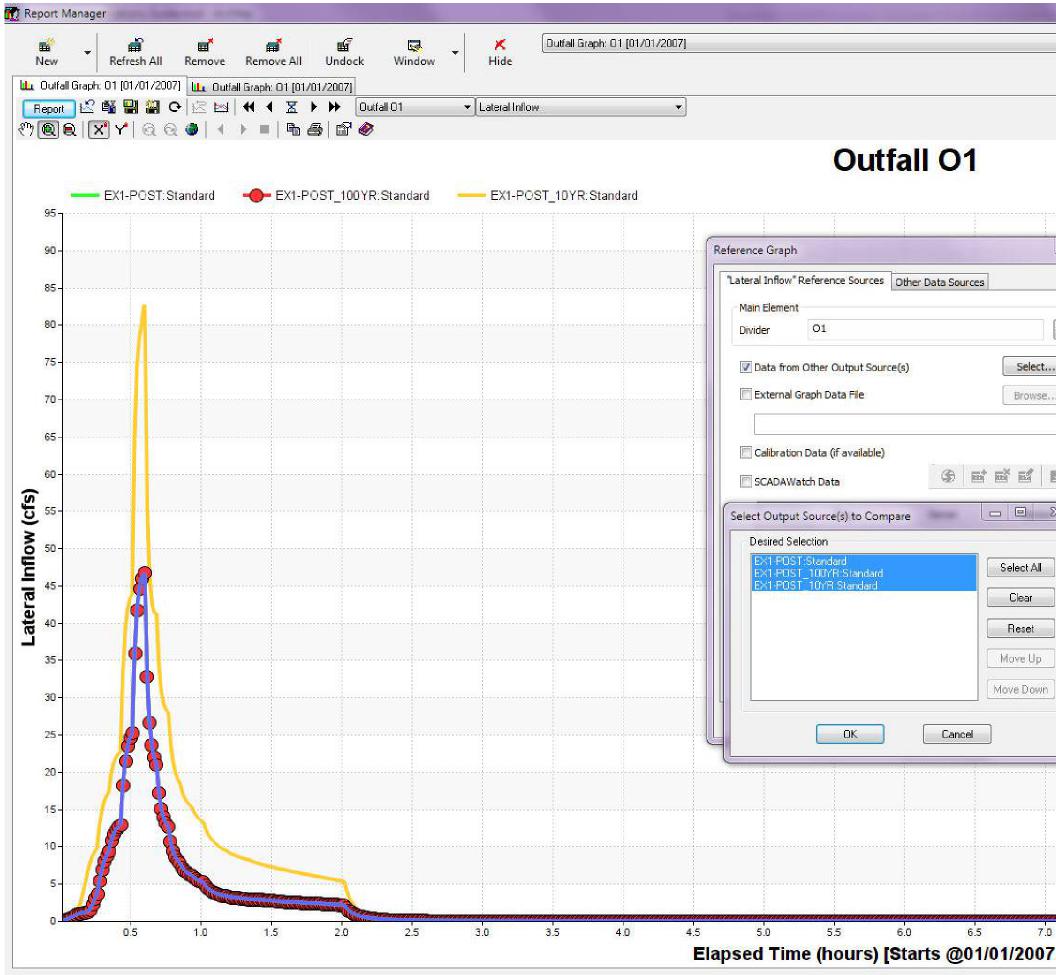 Report Manager
New
Refresh All
Remove
Remove All
Undock
Window
Hide
Outfall Graph: O1 [01/01/2007]
Outfall Graph: O1 [01/01/2007]
Outfall Graph: O1 [01/01/2007]
Report
Outfall O1
Lateral Inflow
Outfall O1
EX1-POST:Standard
EX1-POST_100YR:Standard
EX1-POST_10YR:Standard
95
90
85
80
75
70
65
60
55
50
45
40
35
30
25
20
15
10
5
0
Lateral Inflow (cfs)
0.5
1.0
1.5
2.0
2.5
3.0
3.5
4.0
4.5
5.0
5.5
6.0
6.5
7.0
Elapsed Time (hours) [Starts @01/01/2007
Reference Graph
"Lateral Inflow" Reference Sources
Other Data Sources
Main Element
Divider
O1
Data from Other Output Source(s)
Select...
External Graph Data File
Browse...
Calibration Data (if available)
SCADAWatch Data
Select Output Source(s) to Compare
Desired Selection
EX1-POST:Standard
EX1-POST_100YR:Standard
EX1-POST_10YR:Standard
Select All
Clear
Reset
Move Up
Move Down
OK
Cancel